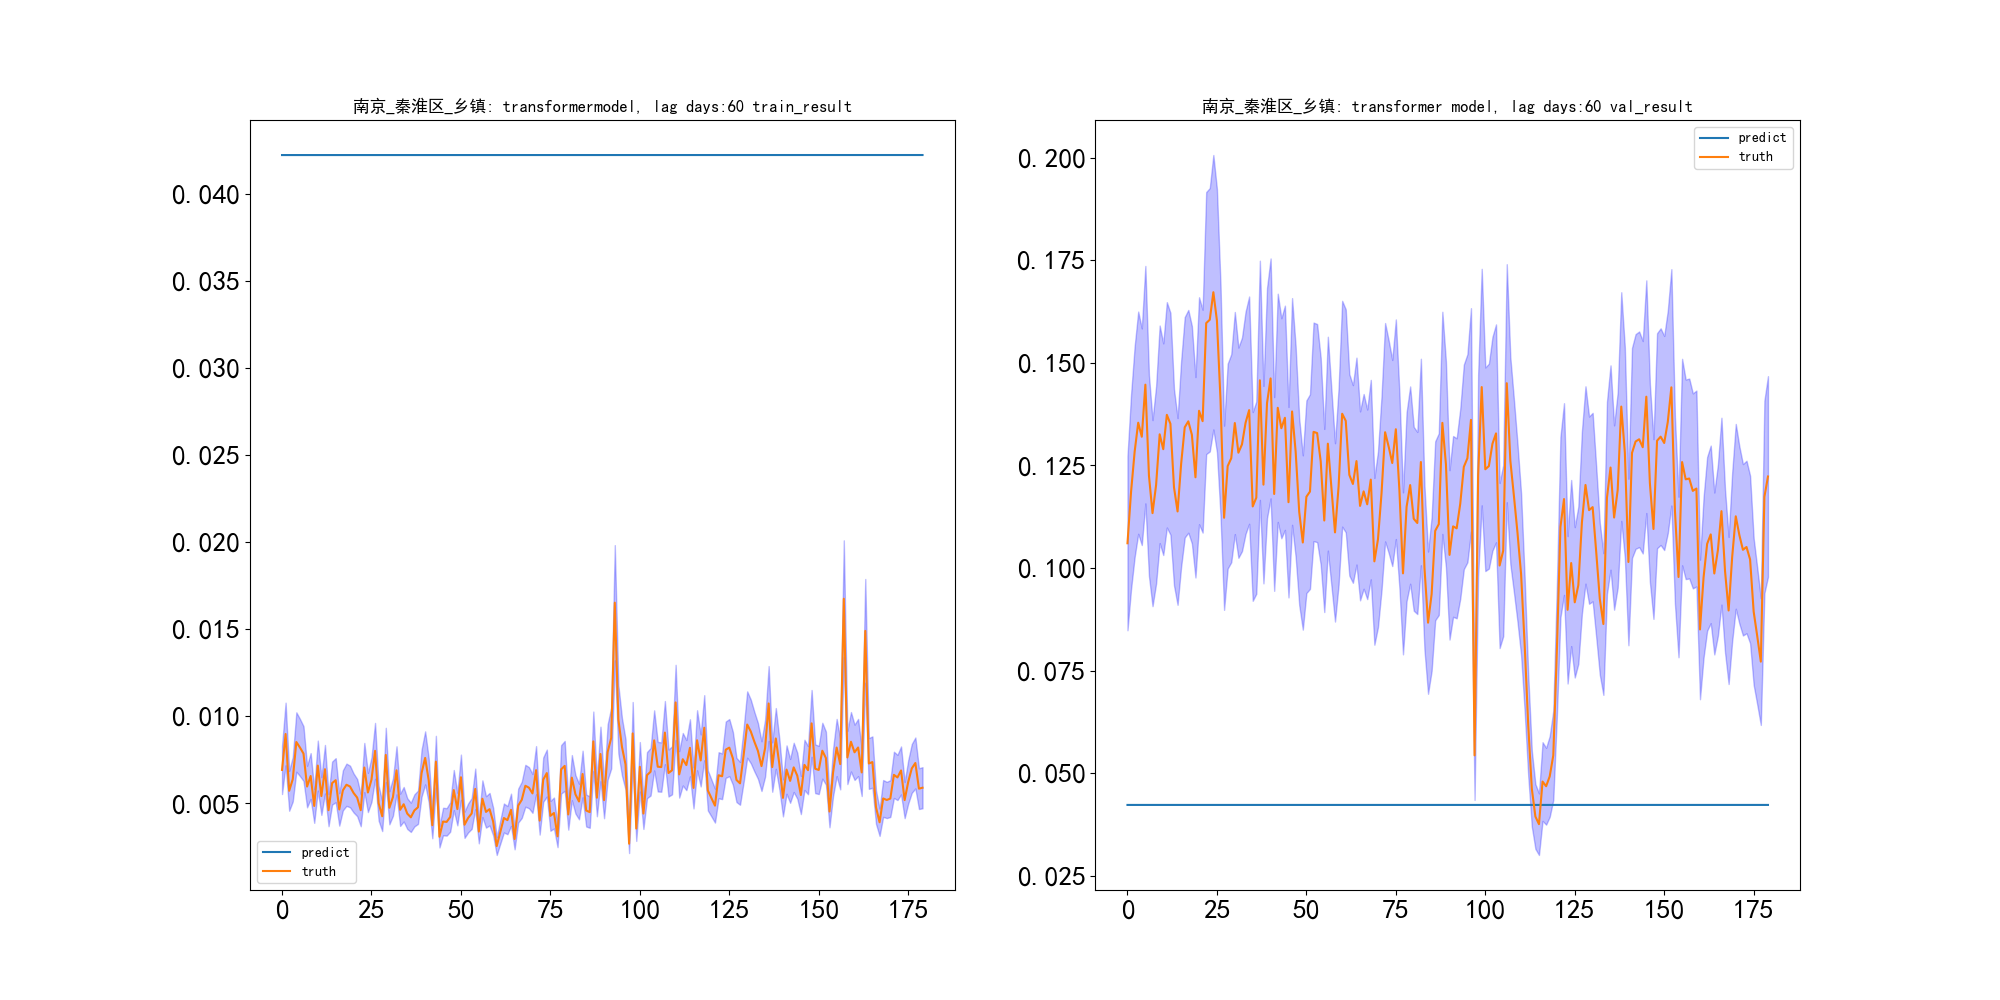 南京_秦淮区_乡镇: transformermodel, lag days:60 train_result
0.040
0.035
0.030
0.025
0.020
0.015
0.010
0.005
predict
truth
0 25 50 75 100 125 150 175
南京_秦淮区_乡镇: transformer model, lag days:60 val_result
predict
truth
0.200
0.175
0.150
0.125
0.100
0.075
0.050
0.025
0 25 50 75 100 125 150 175